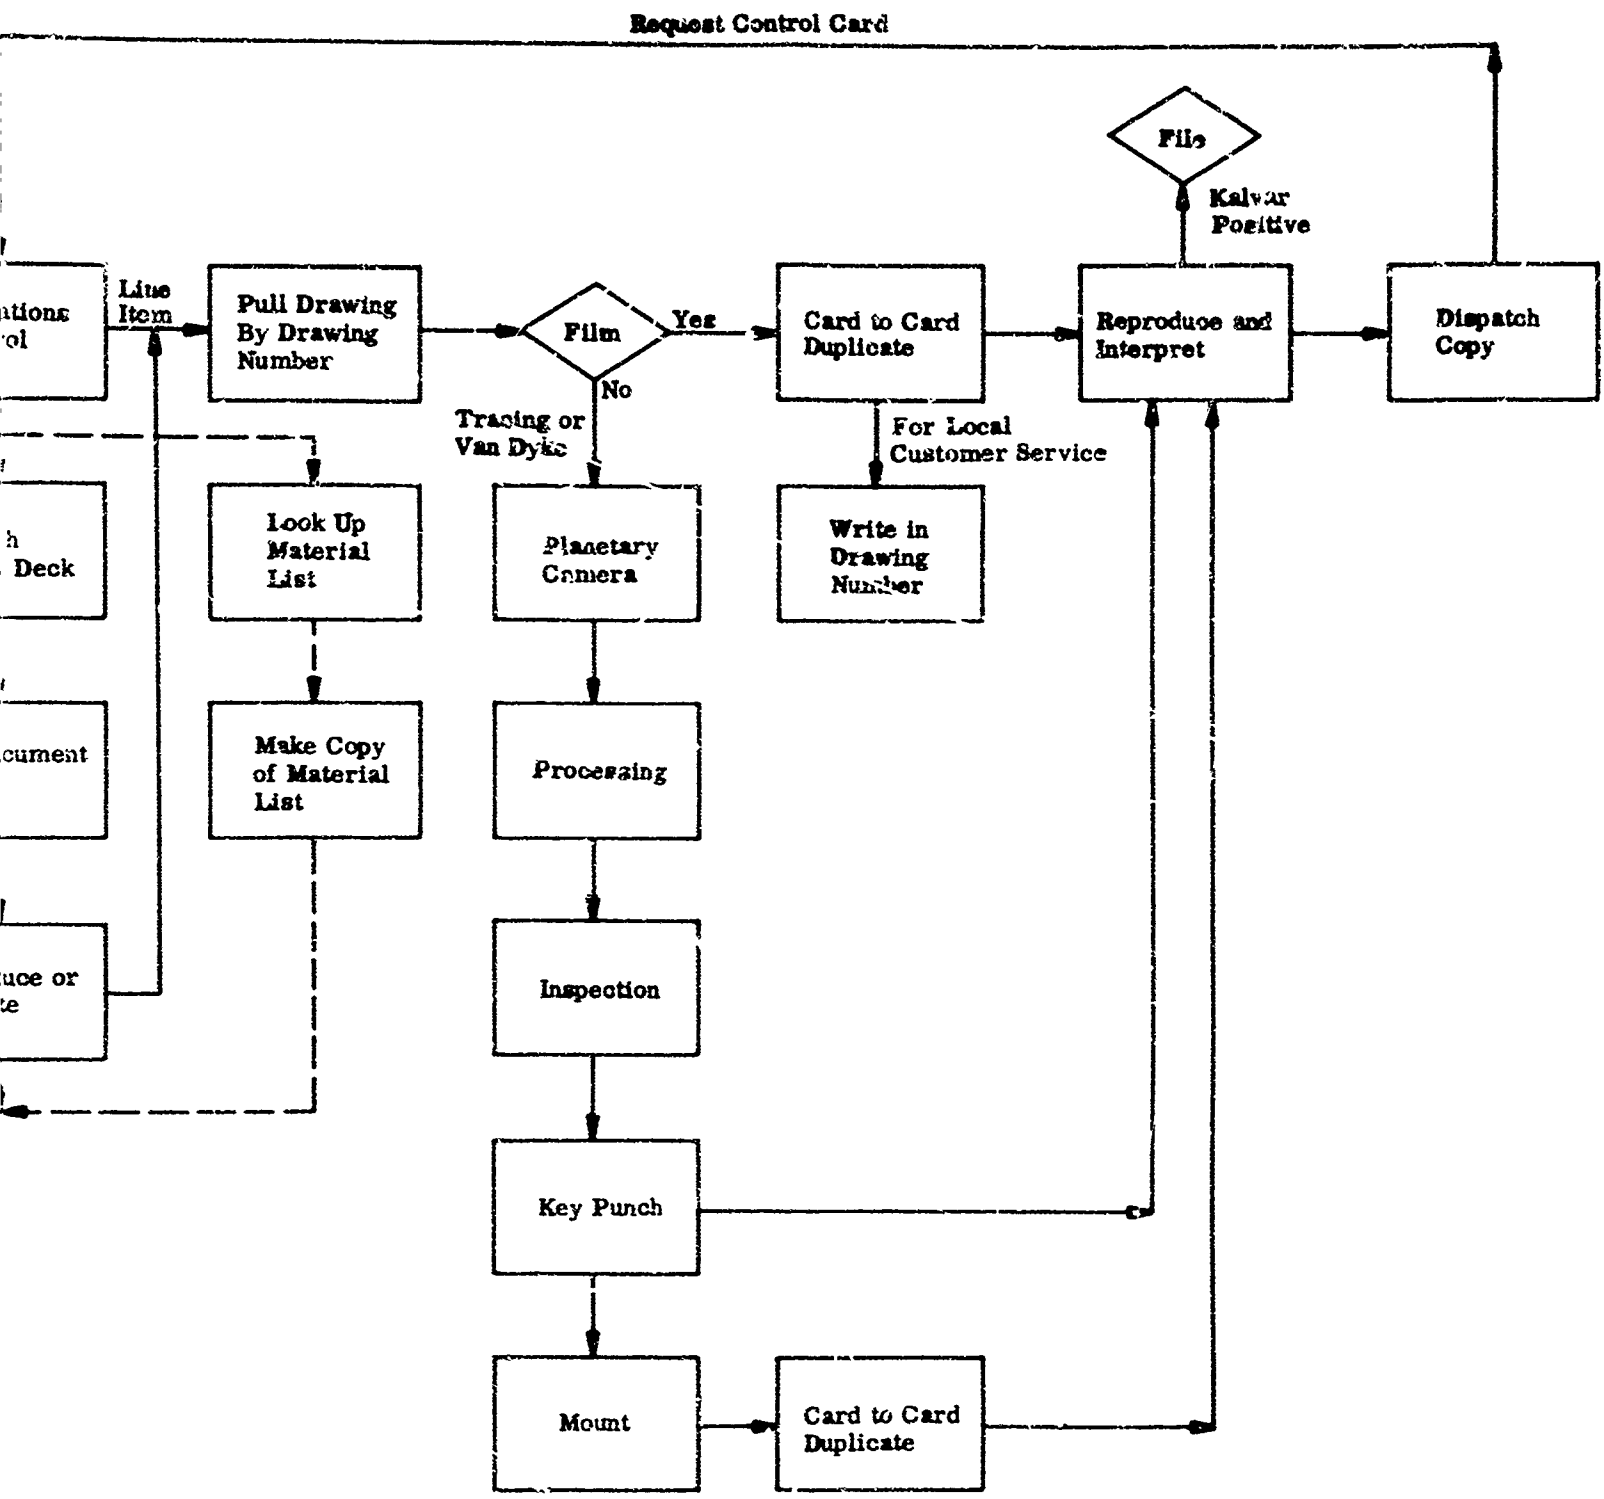 Request Control Card
File
Kalvar
Positive
Line
Item
Pull Drawing
By Drawing
Number
Film
Yes
No
Card to Card
Duplicate
Reproduce and
Interpret
Dispatch
Copy
Tracing or
Van Dyke
For Local
Customer Service
h
Deck
Look Up
Material
List
Planetary
Camera
Write in
Drawing
Number
Make Copy
of Material
List
Processing
or
Inspection
Key Punch
Mount
Card to Card
Duplicate